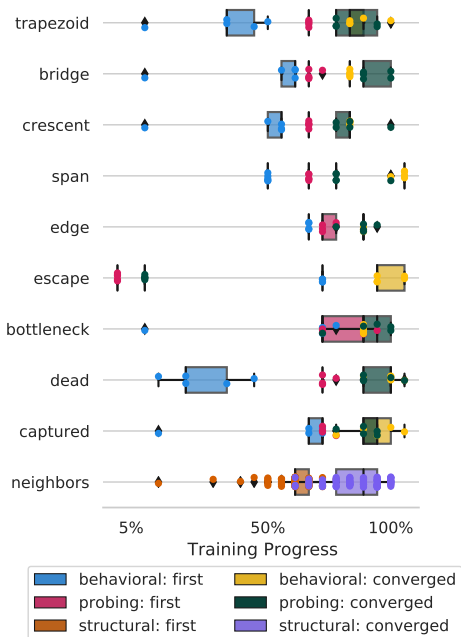 trapezoid
bridge
crescent
span
edge
escape
bottleneck
dead
captured
neighbors
5% 50% 100%
Training Progress
behavioral: first behavioral: converged
probing: first probing: converged
structural: first structural: converged